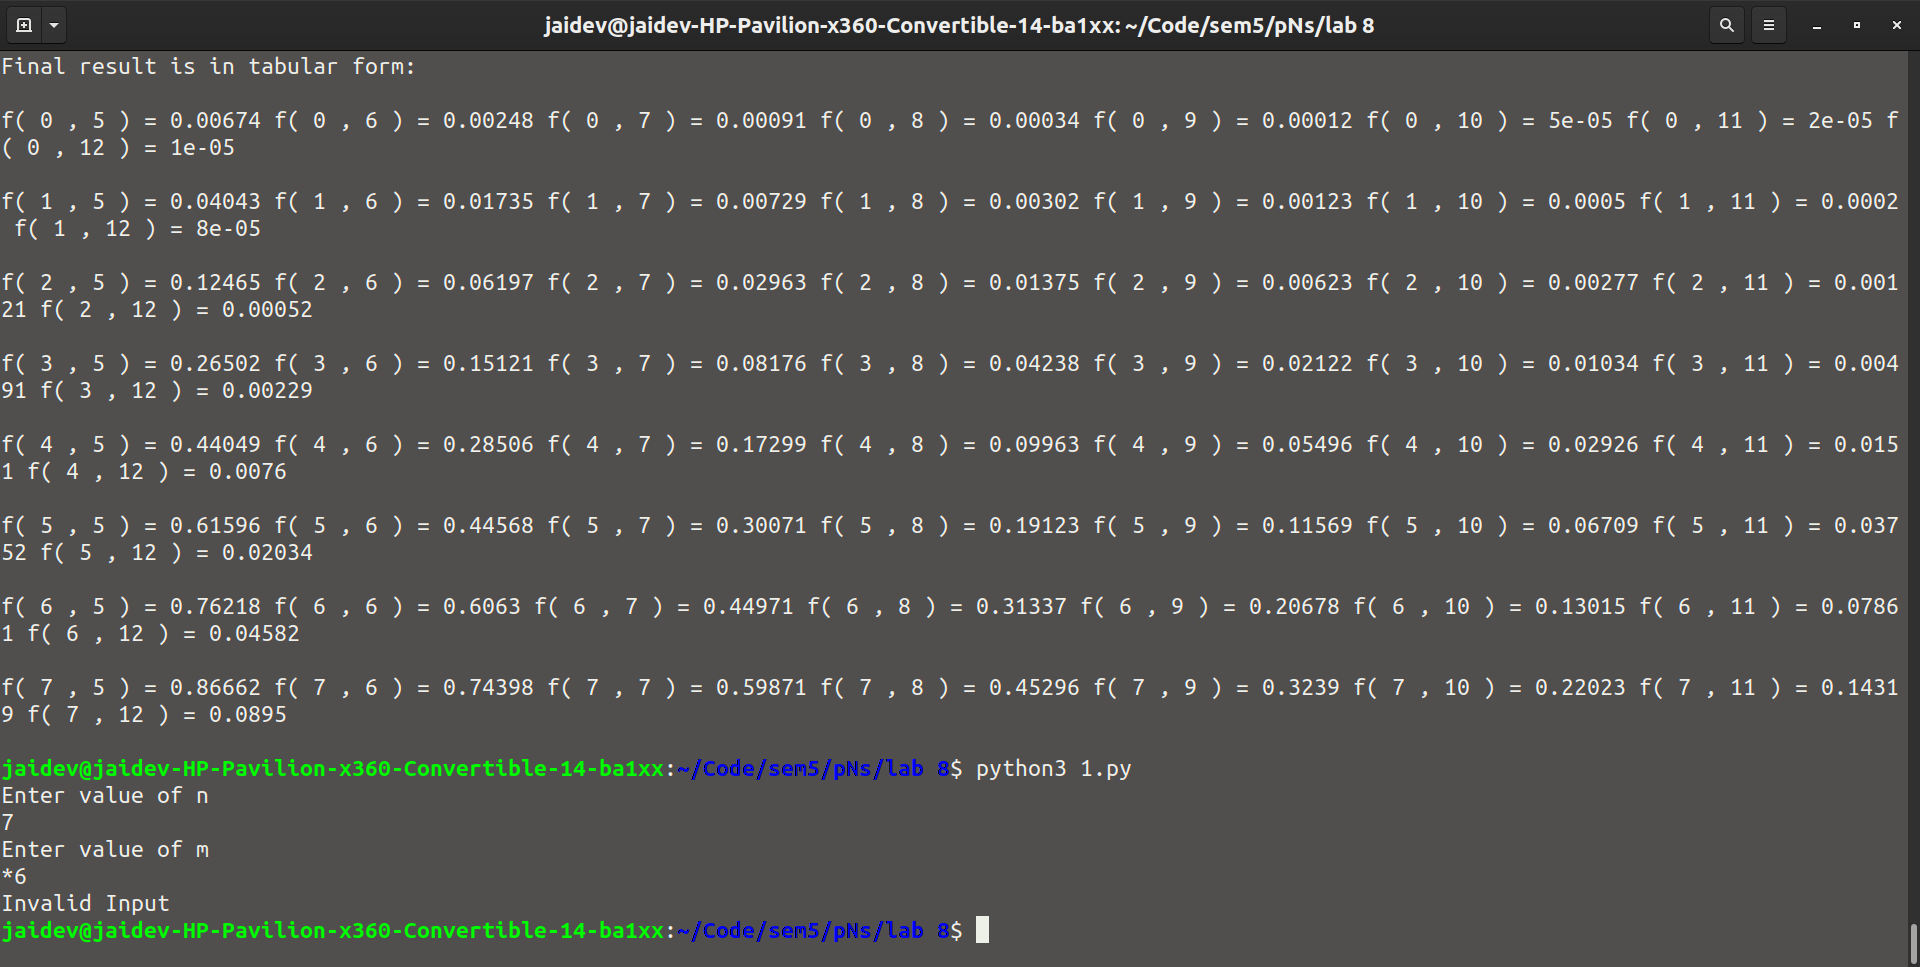 jaidev@jaidev-HP-Pavilion-x360-Convertible-14-ba1xx: ~/Code/sem5/pNs/lab 8
Final result is in tabular form:
f( 0 , 5 ) = 0.00674 f( 0 , 6 ) = 0.00248 f( 0 , 7 ) = 0.00091 f( 0 , 8 ) = 0.00034 f( 0 , 9 ) = 0.00012 f( 0 , 10 ) = 5e-05 f( 0 , 11 ) = 2e-05 f
( 0 , 12 ) = 1e-05
f( 1 , 5 ) = 0.04043 f( 1 , 6 ) = 0.01735 f( 1 , 7 ) = 0.00729 f( 1 , 8 ) = 0.00302 f( 1 , 9 ) = 0.00123 f( 1 , 10 ) = 0.0005 f( 1 , 11 ) = 0.0002
 f( 1 , 12 ) = 8e-05
f( 2 , 5 ) = 0.12465 f( 2 , 6 ) = 0.06197 f( 2 , 7 ) = 0.02963 f( 2 , 8 ) = 0.01375 f( 2 , 9 ) = 0.00623 f( 2 , 10 ) = 0.00277 f( 2 , 11 ) = 0.001
21 f( 2 , 12 ) = 0.00052
f( 3 , 5 ) = 0.26502 f( 3 , 6 ) = 0.15121 f( 3 , 7 ) = 0.08176 f( 3 , 8 ) = 0.04238 f( 3 , 9 ) = 0.02122 f( 3 , 10 ) = 0.01034 f( 3 , 11 ) = 0.004
91 f( 3 , 12 ) = 0.00229
f( 4 , 5 ) = 0.44049 f( 4 , 6 ) = 0.28506 f( 4 , 7 ) = 0.17299 f( 4 , 8 ) = 0.09963 f( 4 , 9 ) = 0.05496 f( 4 , 10 ) = 0.02926 f( 4 , 11 ) = 0.015
1 f( 4 , 12 ) = 0.0076
f( 5 , 5 ) = 0.61596 f( 5 , 6 ) = 0.44568 f( 5 , 7 ) = 0.30071 f( 5 , 8 ) = 0.19123 f( 5 , 9 ) = 0.11569 f( 5 , 10 ) = 0.06709 f( 5 , 11 ) = 0.037
52 f( 5 , 12 ) = 0.02034
f( 6 , 5 ) = 0.76218 f( 6 , 6 ) = 0.6063 f( 6 , 7 ) = 0.44971 f( 6 , 8 ) = 0.31337 f( 6 , 9 ) = 0.20678 f( 6 , 10 ) = 0.13015 f( 6 , 11 ) = 0.0786
1 f( 6 , 12 ) = 0.04582
f( 7 , 5 ) = 0.86662 f( 7 , 6 ) = 0.74398 f( 7 , 7 ) = 0.59871 f( 7 , 8 ) = 0.45296 f( 7 , 9 ) = 0.3239 f( 7 , 10 ) = 0.22023 f( 7 , 11 ) = 0.1431
9 f( 7 , 12 ) = 0.0895
jaidev@jaidev-HP-Pavilion-x360-Convertible-14-ba1xx:~/Code/sem5/pNs/lab 8$ python3 1.py
Enter value of n
7
Enter value of m
*6
Invalid Input
jaidev@jaidev-HP-Pavilion-x360-Convertible-14-ba1xx:~/Code/sem5/pNs/lab 8$